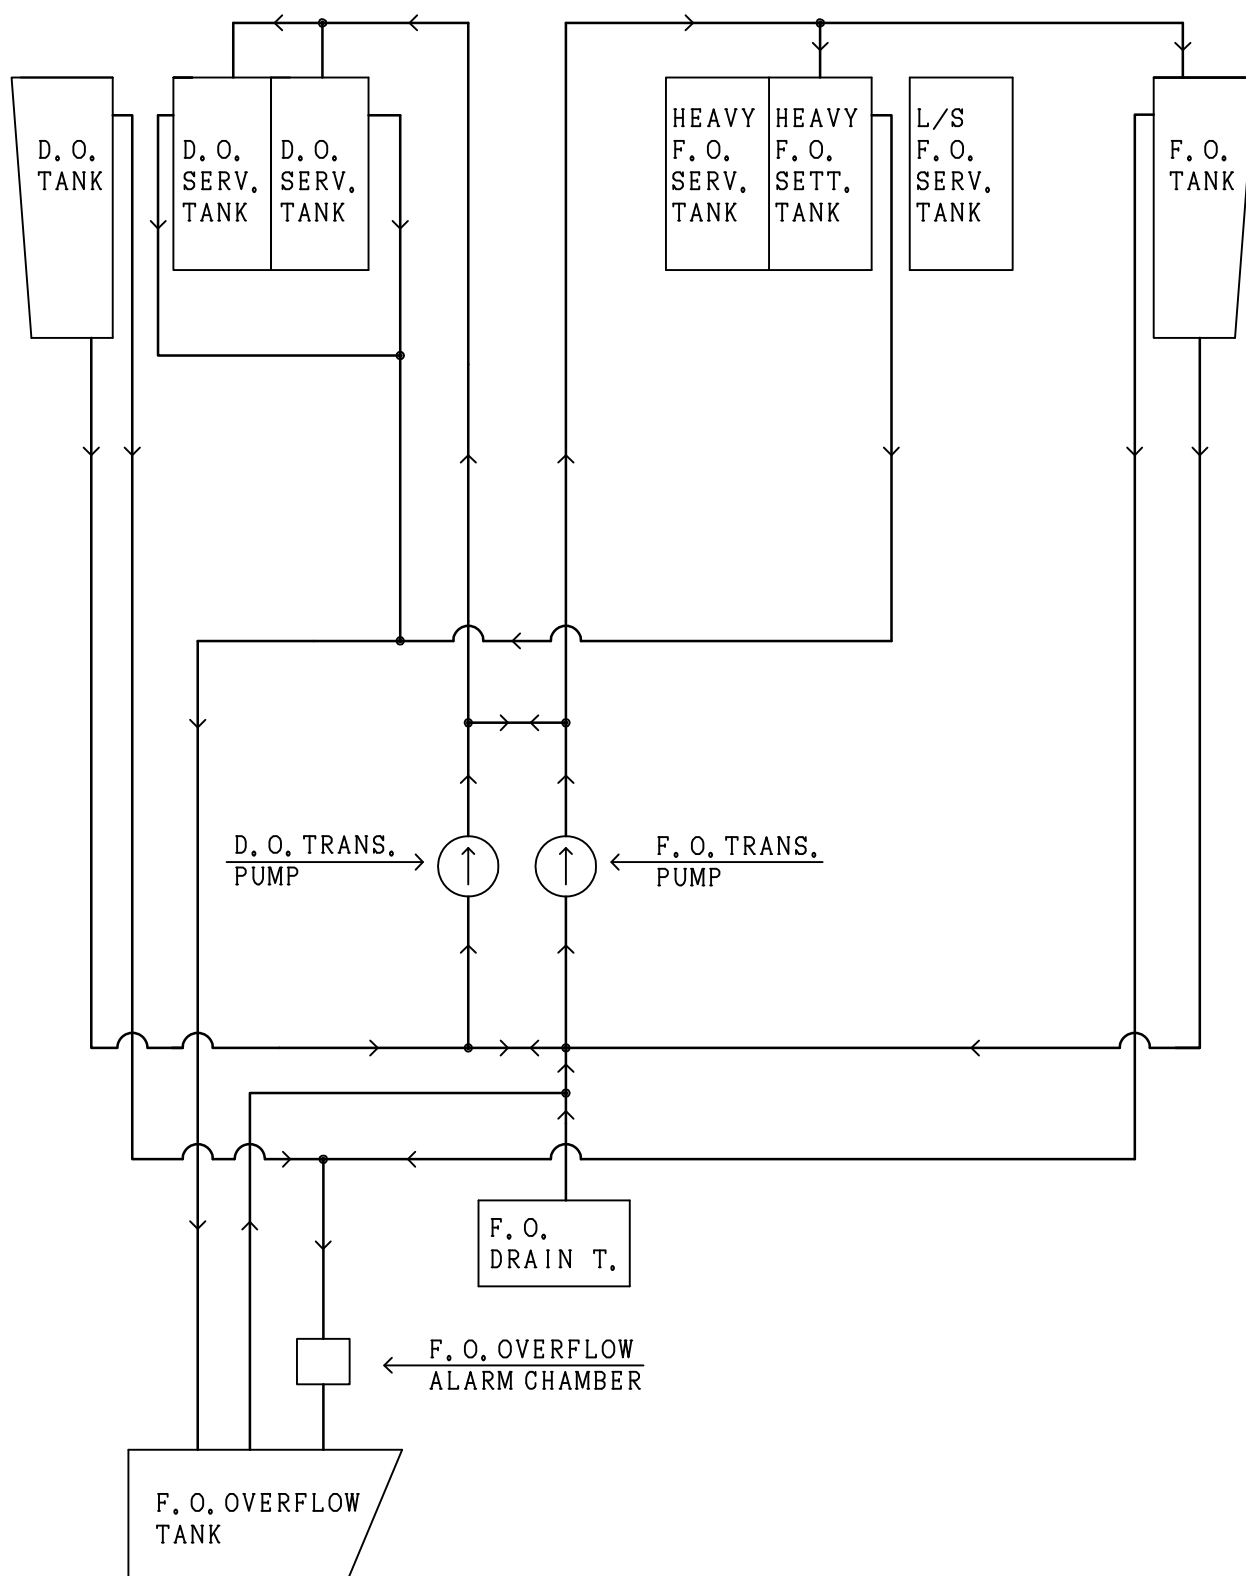 D. O.
TANK
D. O.
SERV.
TANK
D. O.
SERV.
TANK
HEAVY
F. O.
SERV.
TANK
HEAVY
F. O.
SETT.
TANK
L/S
F. O.
SERV.
TANK
F. O.
TANK
D. O. TRANS.
PUMP
F. O. TRANS.
PUMP
F. O.
DRAIN T.
F. O. OVERFLOW
ALARM CHAMBER
F. O. OVERFLOW
TANK